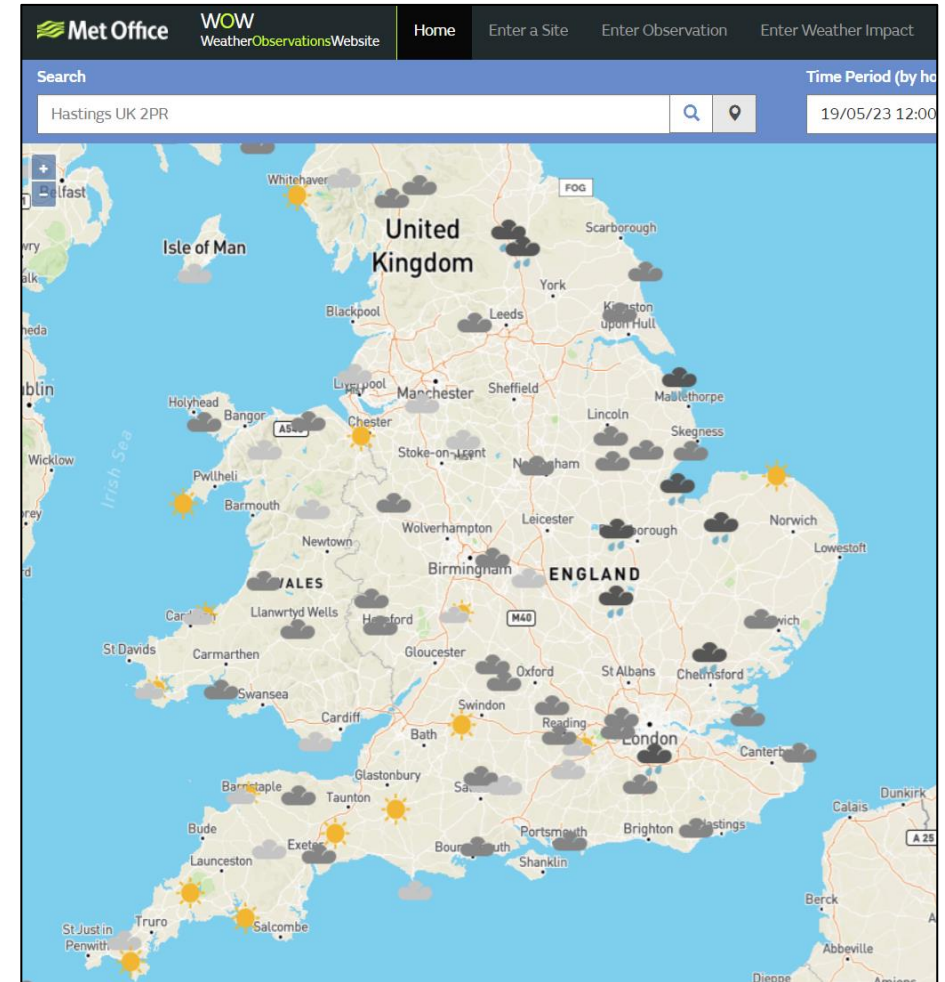 Met Office
WOW
WeatherObservationsWebsite
Home
Enter a Site
Enter Observation
Enter Weather Impact
Search
Time Period (by ho
Hastings UK 2PR
19/05/23 12:00
+
Belfast
Whitehaven
FOG
United
Kingdom
Scarborough
Isle of Man
York
Blackpool
Leeds
Kingston
upon Hull
Liverpool
Manchester
Sheffield
Holyhead
Bangor
Chester
Lincoln
Skegness
Wicklow
Irish Sea
Stoke-on-Trent
Pwllheli
Barmouth
Wolverhampton
Leicester
Norwich
Newtown
Lowestoft
Birmingham
ENGLAND
WALES
Llanwrtyd Wells
Hereford
M40
St Davids
Carmarthen
Gloucester
Oxford
St Albans
Chelmsford
Swansea
Swindon
Cardiff
Bath
Reading
London
Glastonbury
Barnstaple
Taunton
Dunkirk
Calais
Bude
Exeter
Portsmouth
Brighton
Hastings
A 25
Launceston
Shanklin
Truro
Salcombe
Berck
St Just in
Penwith
Abbeville
Dieppe
Amiens